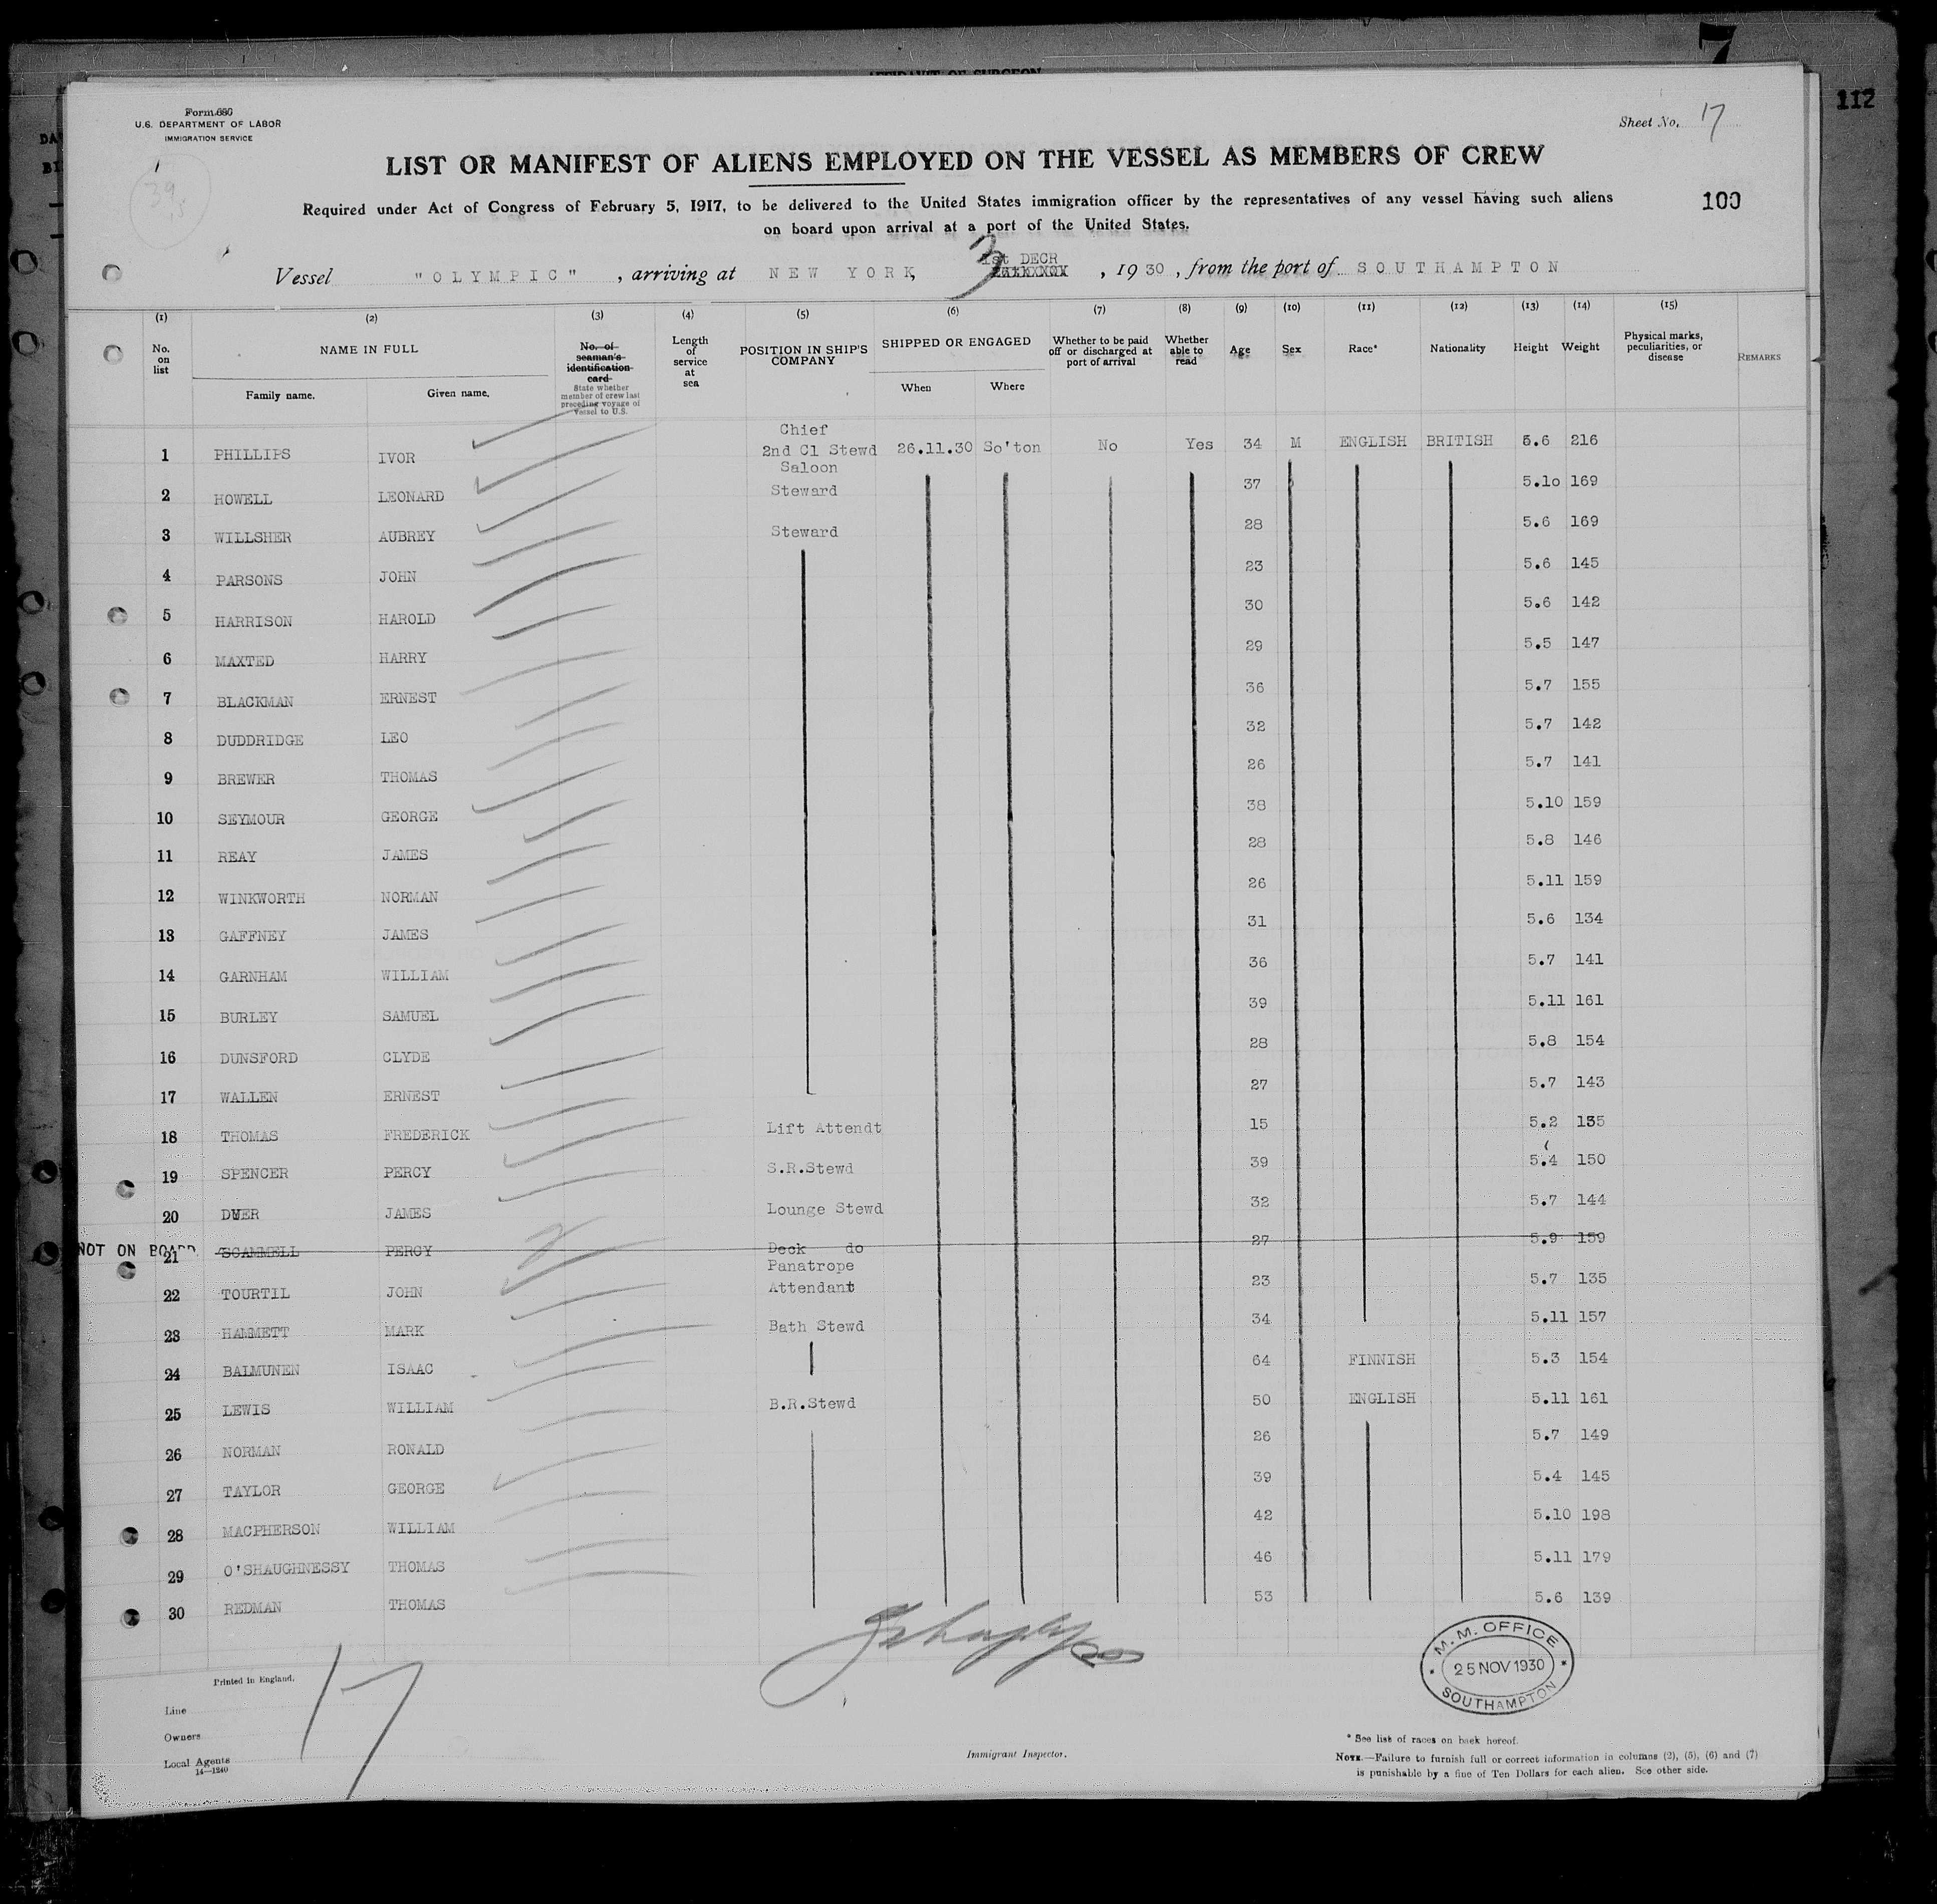 7
AFFIDAVIT OF SURGEON
112
Form 680
U.S. DEPARTMENT OF LABOR
IMMIGRATION SERVICE
Sheet No. 17
LIST OR MANIFEST OF ALIENS EMPLOYED ON THE VESSEL AS MEMBERS OF CREW
Required under Act of Congress of February 5, 1917, to be delivered to the United States immigration officer by the representatives of any vessel having such aliens
on board upon arrival at a port of the United States.
100
3
1st DECR
Vessel "OLYMPIC", arriving at NEW YORK, , 1930, from the port of SOUTHAMPTON
(1) (2) (3) (4) (5) (6) (7) (8) (9) (10) (11) (12) (13) (14) (15)
No. on list
NAME IN FULL
Family name. Given name.
No. of seaman's identification card
State whether member of crew last preceding voyage of vessel to U.S.
Length of service at sea
POSITION IN SHIP'S COMPANY
SHIPPED OR ENGAGED
When Where
Whether to be paid off or discharged at port of arrival
Whether able to read
Age
Sex
Race*
Nationality
Height
Weight
Physical marks, peculiarities, or disease
REMARKS
1 PHILLIPS IVOR Chief 2nd Cl Stewd 26.11.30 So'ton No Yes 34 M ENGLISH BRITISH 5.6 216
2 HOWELL LEONARD Saloon Steward 37 5.10 169
3 WILLSHER AUBREY Steward 28 5.6 169
4 PARSONS JOHN 23 5.6 145
5 HARRISON HAROLD 30 5.6 142
6 MAXTED HARRY 29 5.5 147
7 BLACKMAN ERNEST 36 5.7 155
8 DUDDRIDGE LEO 32 5.7 142
9 BREWER THOMAS 26 5.7 141
10 SEYMOUR GEORGE 38 5.10 159
11 REAY JAMES 28 5.8 146
12 WINKWORTH NORMAN 26 5.11 159
13 GAFFNEY JAMES 31 5.6 134
14 GARNHAM WILLIAM 36 5.7 141
15 BURLEY SAMUEL 39 5.11 161
16 DUNSFORD CLYDE 28 5.8 154
17 WALLEN ERNEST 27 5.7 143
18 THOMAS FREDERICK Lift Attendt 15 5.2 135
19 SPENCER PERCY S.R.Stewd 39 5.4 150
20 DYER JAMES Lounge Stewd 32 5.7 144
NOT ON BOARD 21 SCAMMELL PERCY Deck do 27 5.9 159
22 TOURTIL JOHN Panatrope Attendant 23 5.7 135
23 HAMMETT MARK Bath Stewd 34 5.11 157
24 BALMUNEN ISAAC 64 FINNISH 5.3 154
25 LEWIS WILLIAM B.R.Stewd 50 ENGLISH 5.11 161
26 NORMAN RONALD 26 5.7 149
27 TAYLOR GEORGE 39 5.4 145
28 MACPHERSON WILLIAM 42 5.10 198
29 O'SHAUGHNESSY THOMAS 46 5.11 179
30 REDMAN THOMAS 53 5.6 139
M.M. OFFICE
25 NOV 1930
SOUTHAMPTON
Printed in England.
17
Line
Owners
Local Agents
14—1240
Immigrant Inspector.
* See list of races on back hereof.
NOTE.—Failure to furnish full or correct information in columns (2), (5), (6) and (7)
is punishable by a fine of Ten Dollars for each alien. See other side.